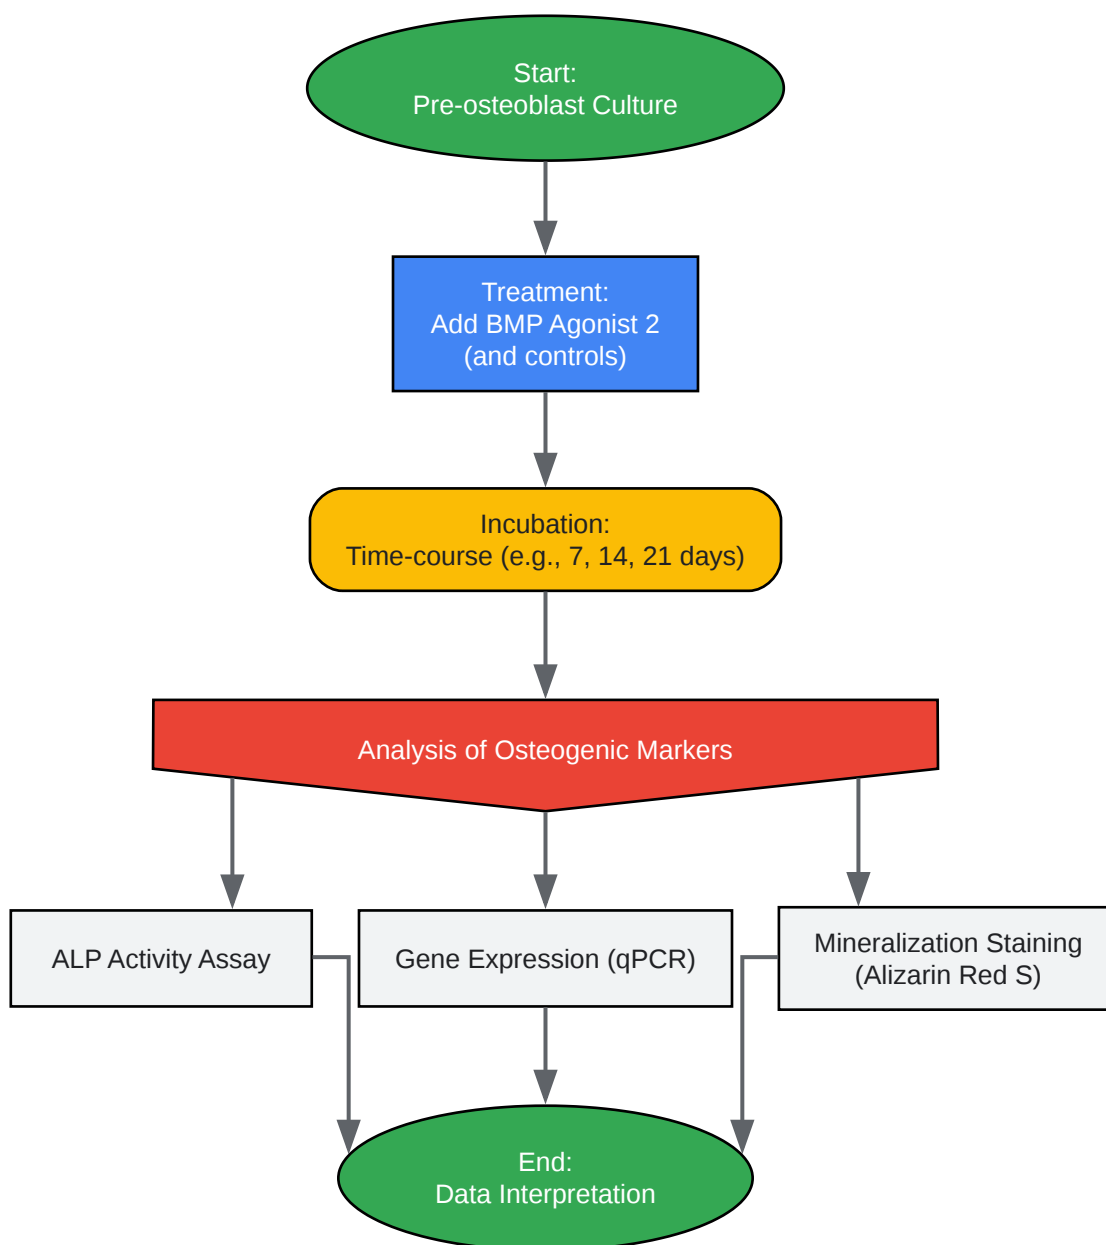 Start:
Pre-osteoblast Culture
Treatment:
Add BMP Agonist 2
(and controls)
Incubation:
Time-course (e.g., 7, 14, 21 days)
Analysis of Osteogenic Markers
ALP Activity Assay
Gene Expression (qPCR)
Mineralization Staining
(Alizarin Red S)
End:
Data Interpretation